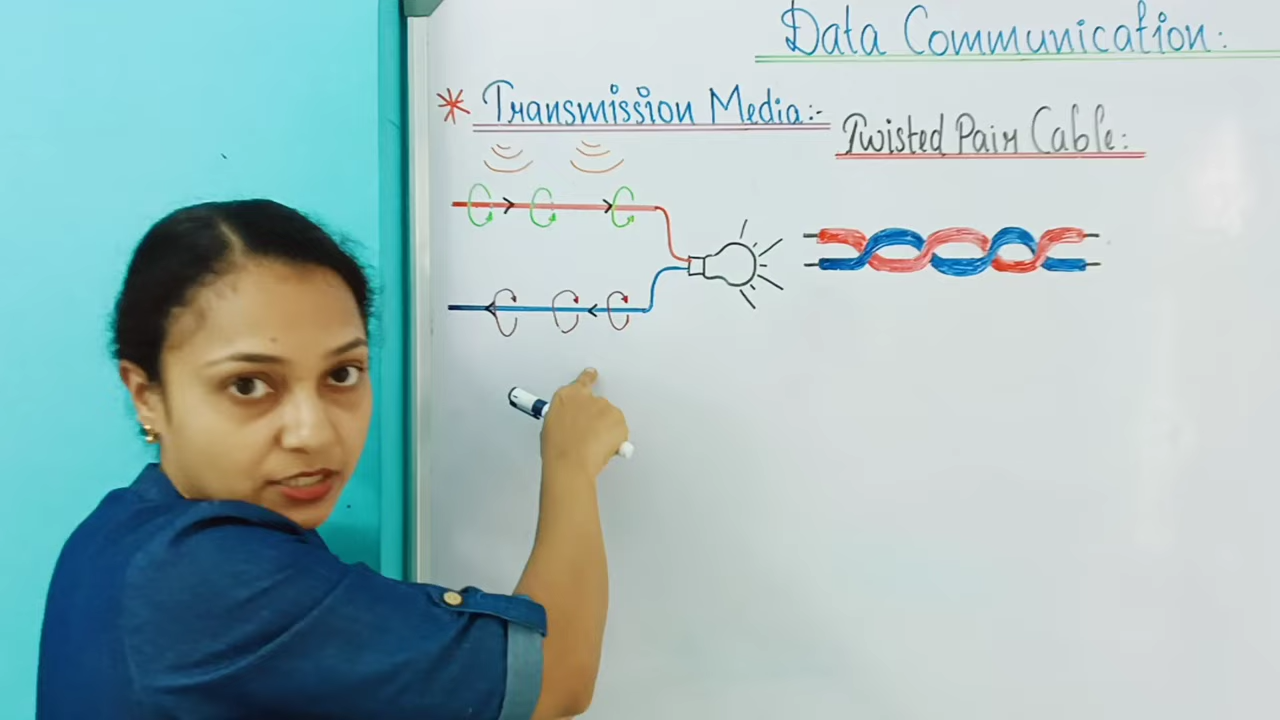 Data Communication:
* Transmission Media:-
Twisted Pair Cable: